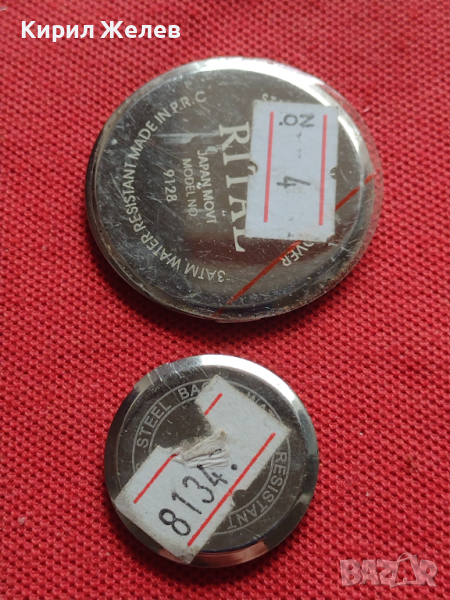 Кирил Желев
3ATM. WATER RESISTANT MADE IN P.R.C
RITAL
JAPAN MOVT
MODEL NO.
9128
NO.
4
STEEL BACK
RESISTANT
8134
BAZAR